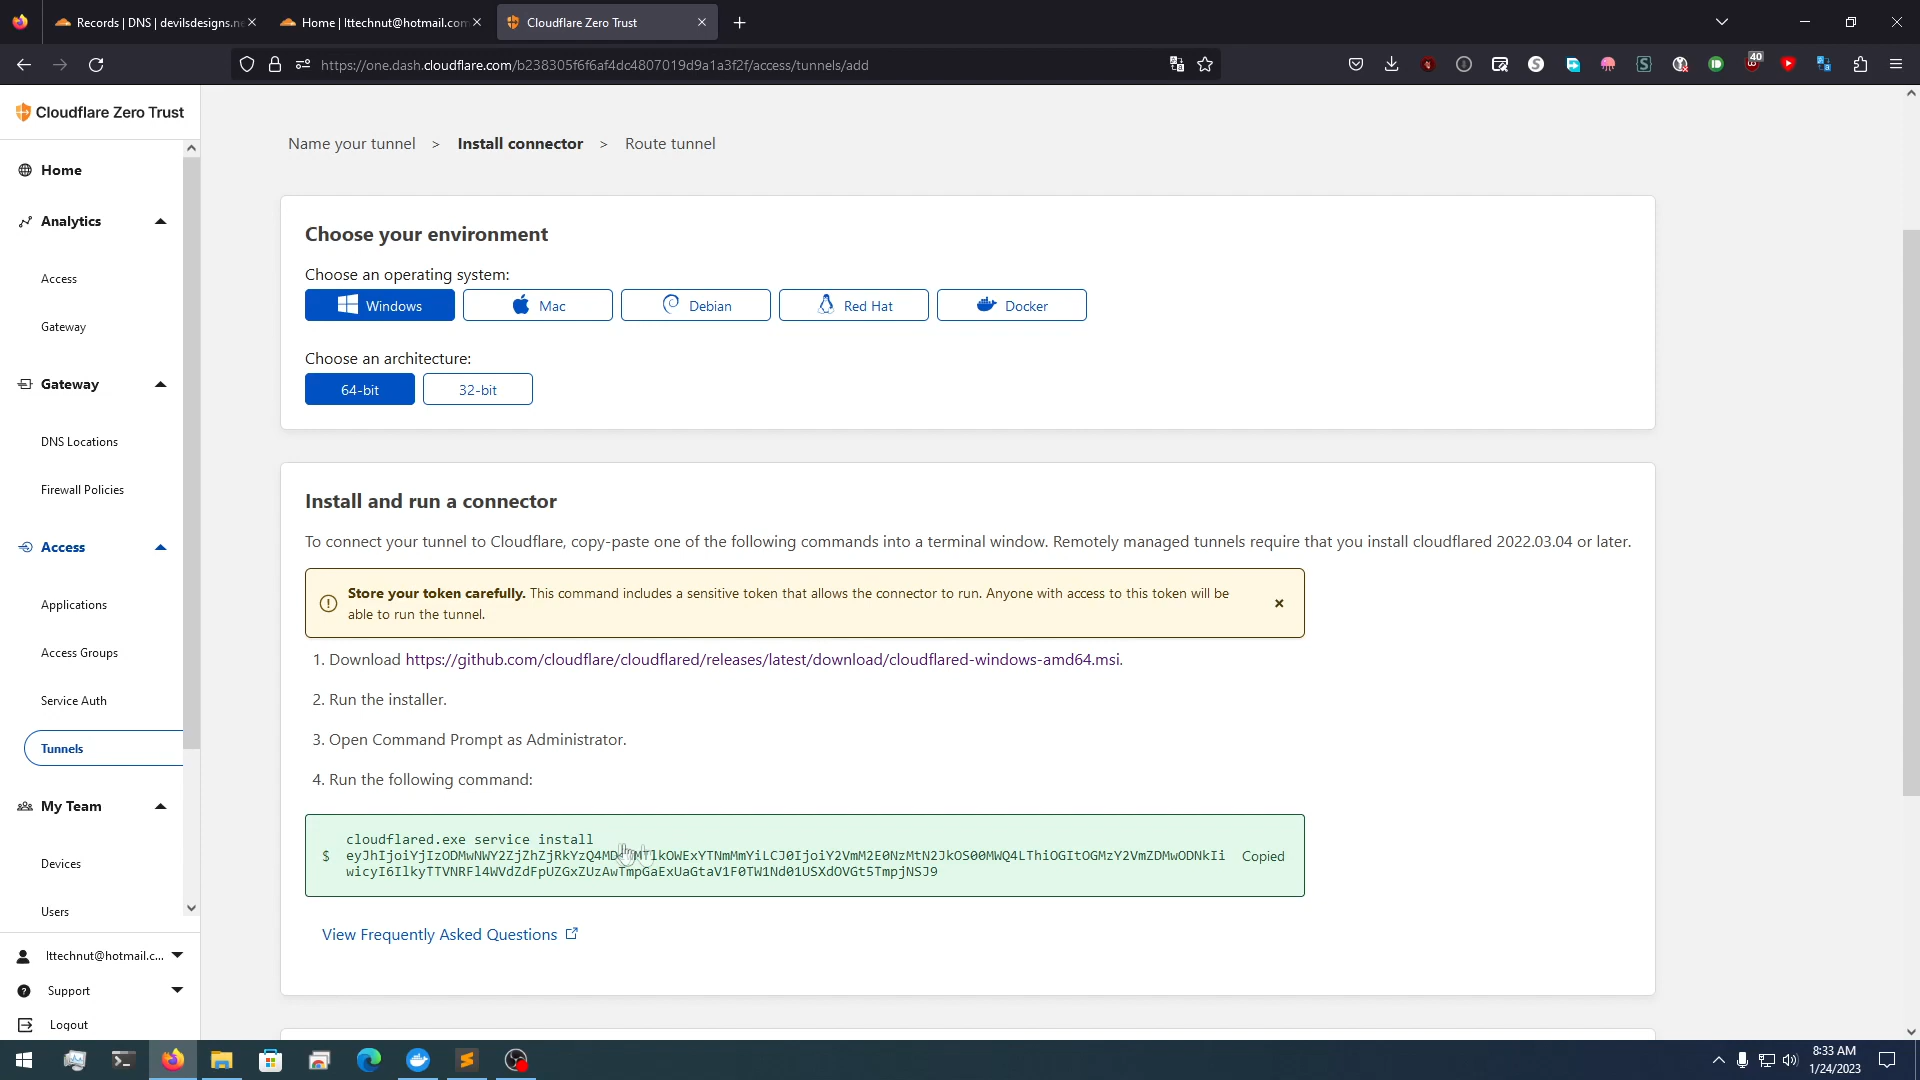 Records | DNS | devilsdesigns.ne
Home | lttechnut@hotmail.com
Cloudflare Zero Trust
https://one.dash.cloudflare.com/b238305f6f6af4dc4807019d9a1a3f2f/access/tunnels/add
40
Cloudflare Zero Trust
Home
Analytics
Access
Gateway
Gateway
DNS Locations
Firewall Policies
Access
Applications
Access Groups
Service Auth
Tunnels
My Team
Devices
Users
lttechnut@hotmail.c...
Support
Logout
Name your tunnel > Install connector > Route tunnel
Choose your environment
Choose an operating system:
Windows
Mac
Debian
Red Hat
Docker
Choose an architecture:
64-bit
32-bit
Install and run a connector
To connect your tunnel to Cloudflare, copy-paste one of the following commands into a terminal window. Remotely managed tunnels require that you install cloudflared 2022.03.04 or later.
Store your token carefully. This command includes a sensitive token that allows the connector to run. Anyone with access to this token will be
able to run the tunnel.
1. Download https://github.com/cloudflare/cloudflared/releases/latest/download/cloudflared-windows-amd64.msi.
2. Run the installer.
3. Open Command Prompt as Administrator.
4. Run the following command:
cloudflared.exe service install
$
Copied
View Frequently Asked Questions
8:33 AM
1/24/2023